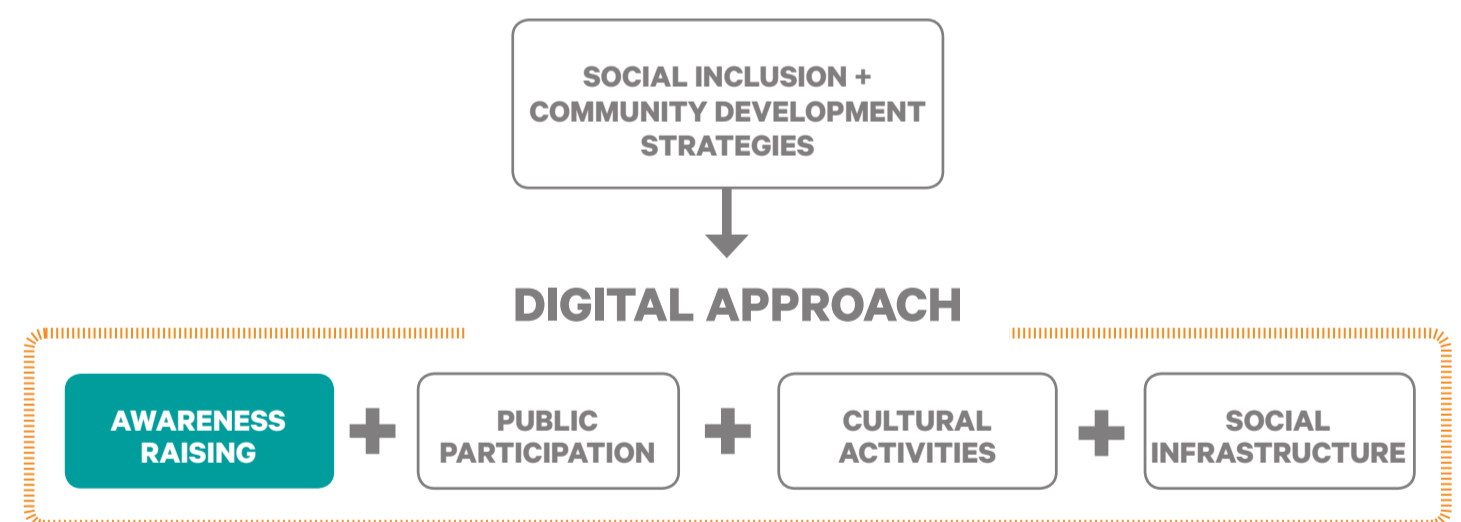 SOCIAL INCLUSION +
COMMUNITY DEVELOPMENT
STRATEGIES
DIGITAL APPROACH
AWARENESS
RAISING
+
PUBLIC
PARTICIPATION
+
CULTURAL
ACTIVITIES
+
SOCIAL
INFRASTRUCTURE